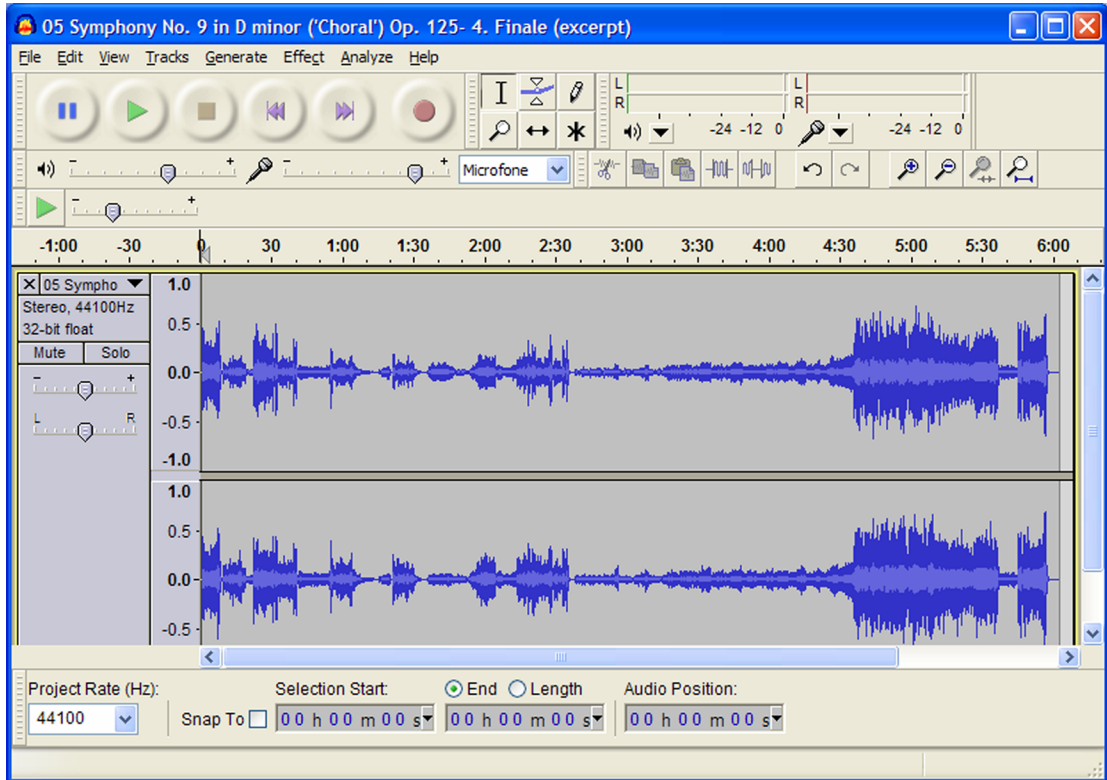 05 Symphony No. 9 in D minor ('Choral') Op. 125- 4. Finale (excerpt)
File Edit View Tracks Generate Effect Analyze Help
L L
R R
-24 -12 0 -24 -12 0
- + - + Microfone
- +
-1:00 -30 0 30 1:00 1:30 2:00 2:30 3:00 3:30 4:00 4:30 5:00 5:30 6:00
X 05 Sympho 1.0
Stereo, 44100Hz
32-bit float 0.5
Mute Solo
- + 0.0
L R -0.5
-1.0
1.0
0.5
0.0
-0.5
Project Rate (Hz): Selection Start: End Length Audio Position:
44100 Snap To 00 h 00 m 00 s 00 h 00 m 00 s 00 h 00 m 00 s